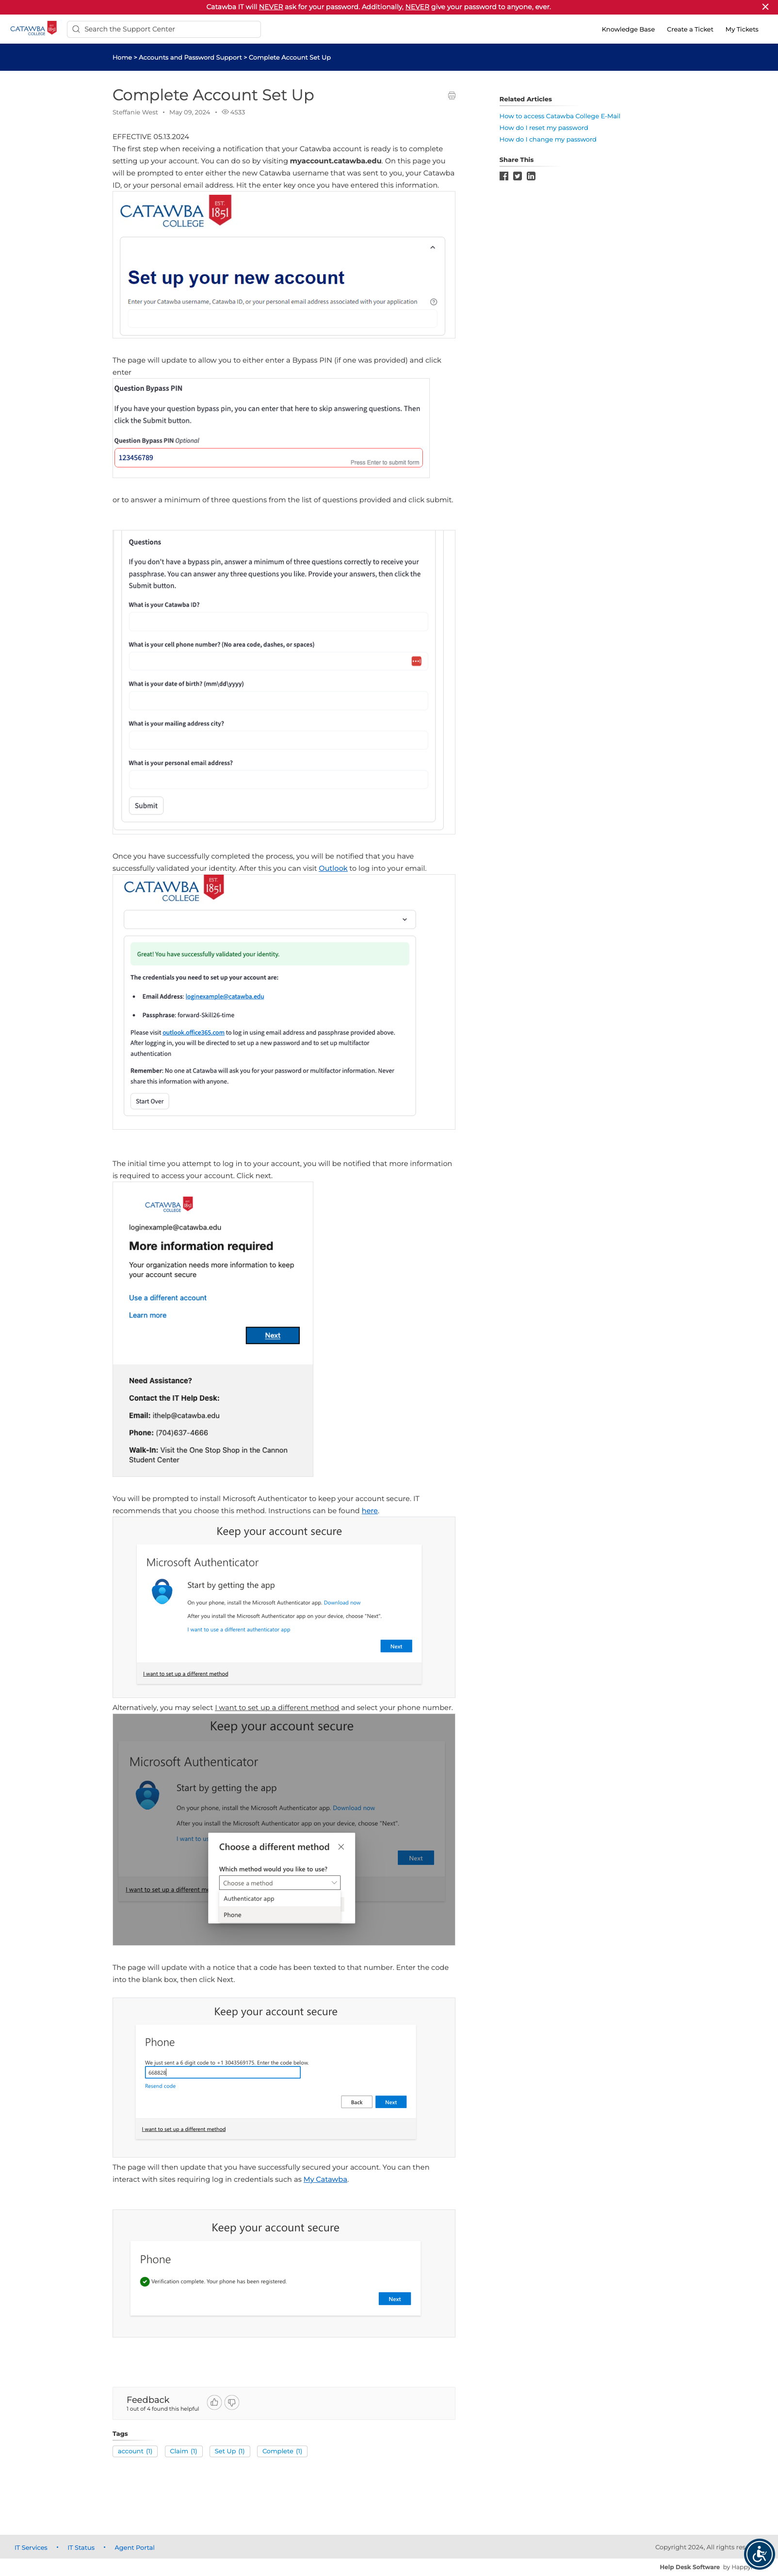 Catawba IT will NEVER ask for your password. Additionally, NEVER give your password to anyone, ever.
CATAWBA
COLLEGE
EST.
1851
Search the Support Center
Knowledge Base
Create a Ticket
My Tickets
Home > Accounts and Password Support > Complete Account Set Up
Complete Account Set Up
Steffanie West • May 09, 2024 • 4533
EFFECTIVE 05.13.2024
The first step when receiving a notification that your Catawba account is ready is to complete
setting up your account. You can do so by visiting myaccount.catawba.edu. On this page you
will be prompted to enter either the new Catawba username that was sent to you, your Catawba
ID, or your personal email address. Hit the enter key once you have entered this information.
CATAWBA
COLLEGE
EST.
1851
Set up your new account
Enter your Catawba username, Catawba ID, or your personal email address associated with your application
The page will update to allow you to either enter a Bypass PIN (if one was provided) and click
enter
Question Bypass PIN
If you have your question bypass pin, you can enter that here to skip answering questions. Then
click the Submit button.
Question Bypass PIN Optional
123456789
Press Enter to submit form
or to answer a minimum of three questions from the list of questions provided and click submit.
Questions
If you don't have a bypass pin, answer a minimum of three questions correctly to receive your
passphrase. You can answer any three questions you like. Provide your answers, then click the
Submit button.
What is your Catawba ID?
What is your cell phone number? (No area code, dashes, or spaces)
What is your date of birth? (mm\dd\yyyy)
What is your mailing address city?
What is your personal email address?
Submit
Once you have successfully completed the process, you will be notified that you have
successfully validated your identity. After this you can visit Outlook to log into your email.
CATAWBA
COLLEGE
EST.
1851
Great! You have successfully validated your identity.
The credentials you need to set up your account are:
• Email Address: loginexample@catawba.edu
• Passphrase: forward-Skill26-time
Please visit outlook.office365.com to log in using email address and passphrase provided above.
After logging in, you will be directed to set up a new password and to set up multifactor
authentication
Remember: No one at Catawba will ask you for your password or multifactor information. Never
share this information with anyone.
Start Over
The initial time you attempt to log in to your account, you will be notified that more information
is required to access your account. Click next.
CATAWBA
COLLEGE
loginexample@catawba.edu
More information required
Your organization needs more information to keep
your account secure
Use a different account
Learn more
Next
Need Assistance?
Contact the IT Help Desk:
Email: ithelp@catawba.edu
Phone: (704)637-4666
Walk-In: Visit the One Stop Shop in the Cannon
Student Center
You will be prompted to install Microsoft Authenticator to keep your account secure. IT
recommends that you choose this method. Instructions can be found here.
Keep your account secure
Microsoft Authenticator
Start by getting the app
On your phone, install the Microsoft Authenticator app. Download now
After you install the Microsoft Authenticator app on your device, choose "Next".
I want to use a different authenticator app
Next
I want to set up a different method
Alternatively, you may select I want to set up a different method and select your phone number.
Keep your account secure
Microsoft Authenticator
Start by getting the app
On your phone, install the Microsoft Authenticator app. Download now
After you install the Microsoft Authenticator app on your device, choose "Next".
I want to
Next
I want to set up a different
Choose a different method
Which method would you like to use?
Choose a method
Authenticator app
Phone
The page will update with a notice that a code has been texted to that number. Enter the code
into the blank box, then click Next.
Keep your account secure
Phone
We just sent a 6 digit code to +1 3043569175. Enter the code below.
668828
Resend code
Back
Next
I want to set up a different method
The page will then update that you have successfully secured your account. You can then
interact with sites requiring log in credentials such as My Catawba.
Keep your account secure
Phone
Verification complete. Your phone has been registered.
Next
Feedback
1 out of 4 found this helpful
Tags
account (1)
Claim (1)
Set Up (1)
Complete (1)
Related Articles
How to access Catawba College E-Mail
How do I reset my password
How do I change my password
Share This
IT Services • IT Status • Agent Portal
Copyright 2024, All rights
Help Desk Software by